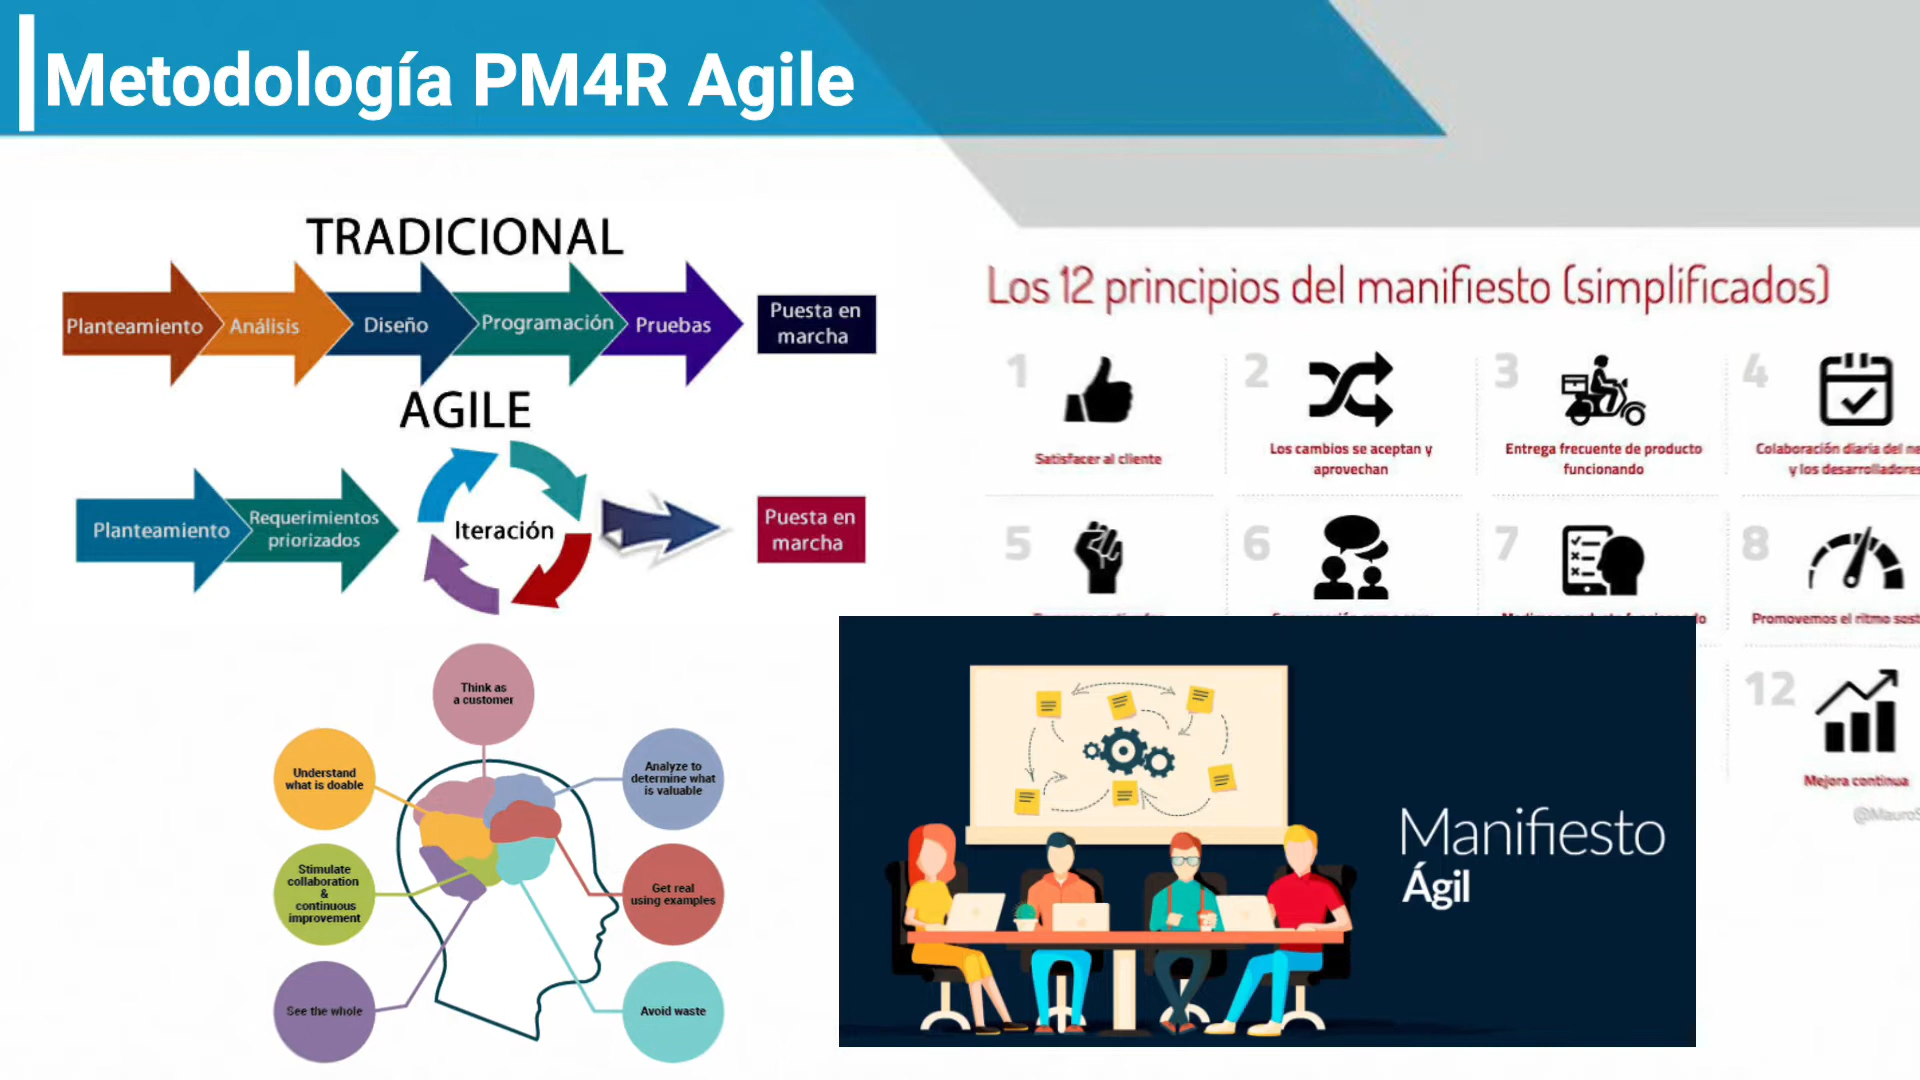 Metodología PM4R Agile
TRADICIONAL
Planteamiento
Análisis
Diseño
Programación
Pruebas
Puesta en
marcha
AGILE
Planteamiento
Requerimientos
priorizados
Iteración
Puesta en
marcha
Think as
a customer
Understand
what is doable
Analyze to
determine what
is valuable
Stimulate
collaboration
&
continuous
improvement
Get real
using examples
See the whole
Avoid waste
Los 12 principios del manifiesto (simplificados)
1
Satisfacer al cliente
2
Los cambios se aceptan y
aprovechan
3
Entrega frecuente de producto
funcionando
4
Colaboración diaria del
y los desarrolladores
5
6
7
8
Promovemos el ritmo
12
Mejora continua
Manifiesto
Ágil